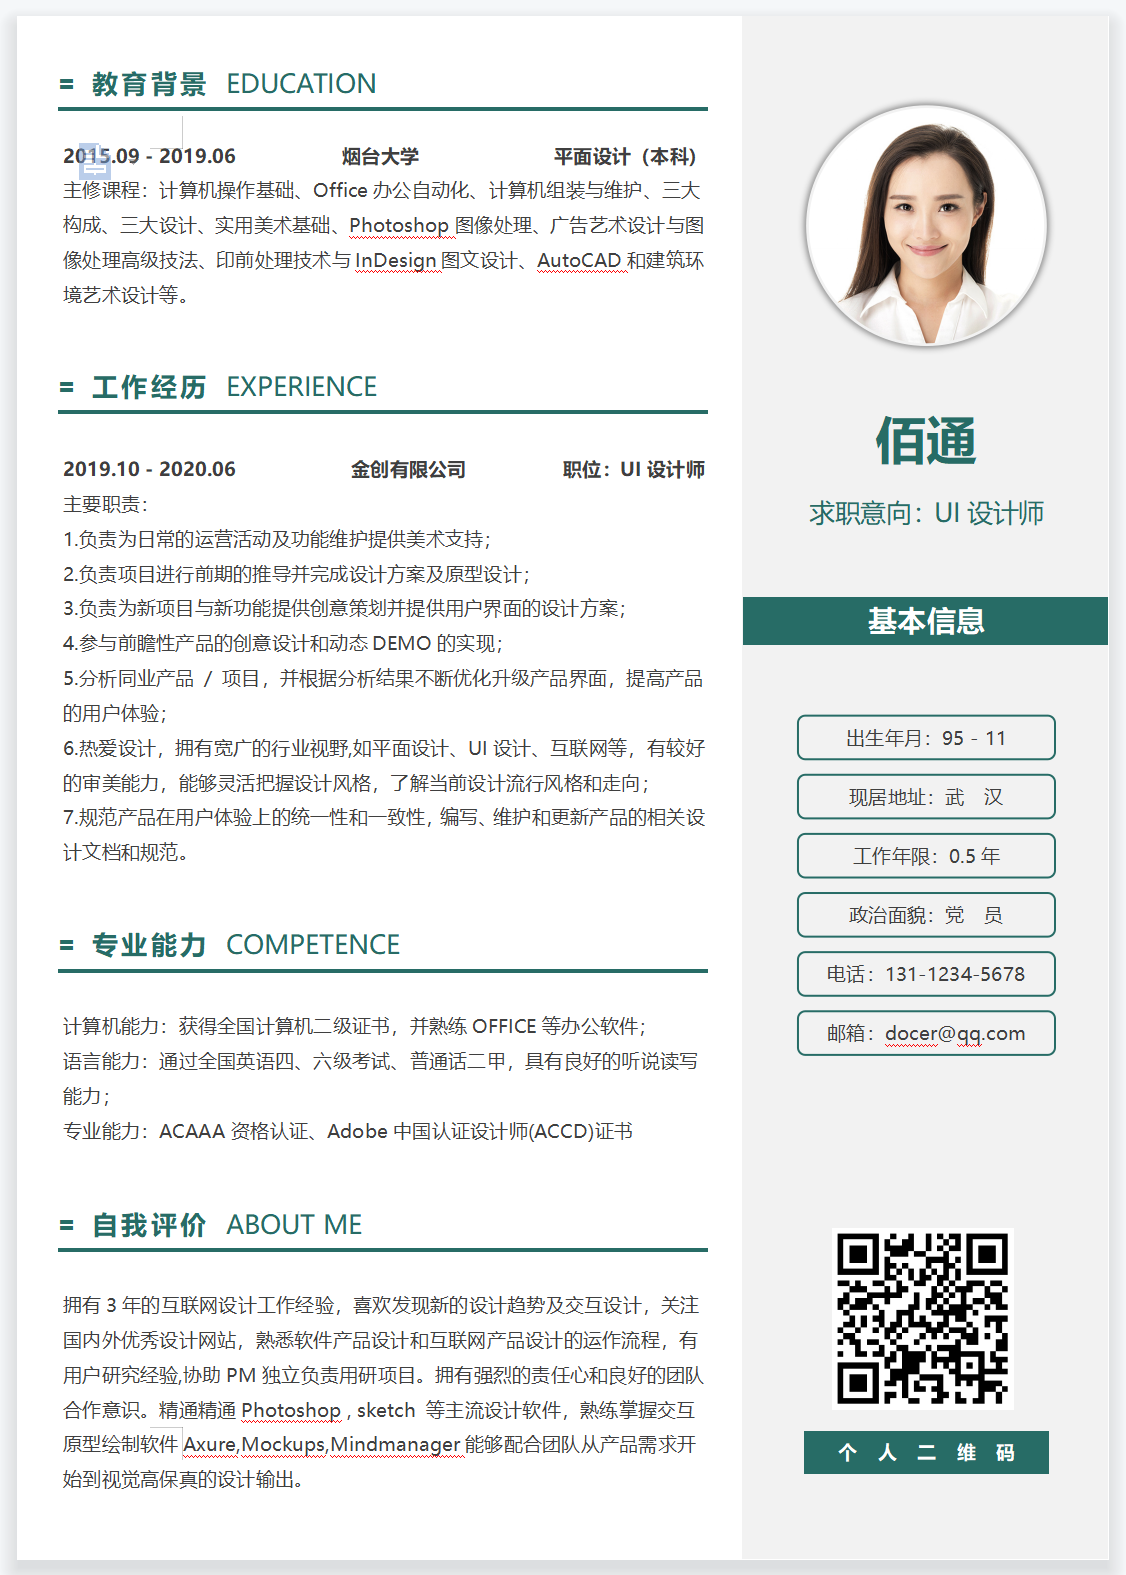 = 教育背景 EDUCATION
2015.09 - 2019.06 烟台大学 平面设计（本科）
主修课程：计算机操作基础、Office 办公自动化、计算机组装与维护、三大
构成、三大设计、实用美术基础、Photoshop 图像处理、广告艺术设计与图
像处理高级技法、印前处理技术与 InDesign 图文设计、AutoCAD 和建筑环
境艺术设计等。
= 工作经历 EXPERIENCE
2019.10 - 2020.06 金创有限公司 职位：UI 设计师
主要职责：
1.负责为日常的运营活动及功能维护提供美术支持；
2.负责项目进行前期的推导并完成设计方案及原型设计；
3.负责为新项目与新功能提供创意策划并提供用户界面的设计方案；
4.参与前瞻性产品的创意设计和动态 DEMO 的实现；
5.分析同业产品 / 项目，并根据分析结果不断优化升级产品界面，提高产品
的用户体验；
6.热爱设计，拥有宽广的行业视野,如平面设计、UI 设计、互联网等，有较好
的审美能力，能够灵活把握设计风格，了解当前设计流行风格和走向；
7.规范产品在用户体验上的统一性和一致性，编写、维护和更新产品的相关设
计文档和规范。
= 专业能力 COMPETENCE
计算机能力：获得全国计算机二级证书，并熟练 OFFICE 等办公软件；
语言能力：通过全国英语四、六级考试、普通话二甲，具有良好的听说读写
能力；
专业能力：ACAAA 资格认证、Adobe 中国认证设计师(ACCD)证书
= 自我评价 ABOUT ME
拥有 3 年的互联网设计工作经验，喜欢发现新的设计趋势及交互设计，关注
国内外优秀设计网站，熟悉软件产品设计和互联网产品设计的运作流程，有
用户研究经验,协助 PM 独立负责用研项目。拥有强烈的责任心和良好的团队
合作意识。精通精通 Photoshop , sketch 等主流设计软件，熟练掌握交互
原型绘制软件 Axure,Mockups,Mindmanager 能够配合团队从产品需求开
始到视觉高保真的设计输出。
佰通
求职意向：UI 设计师
基本信息
出生年月：95 - 11
现居地址：武 汉
工作年限：0.5 年
政治面貌：党 员
电话：131-1234-5678
邮箱：docer@qq.com
个 人 二 维 码